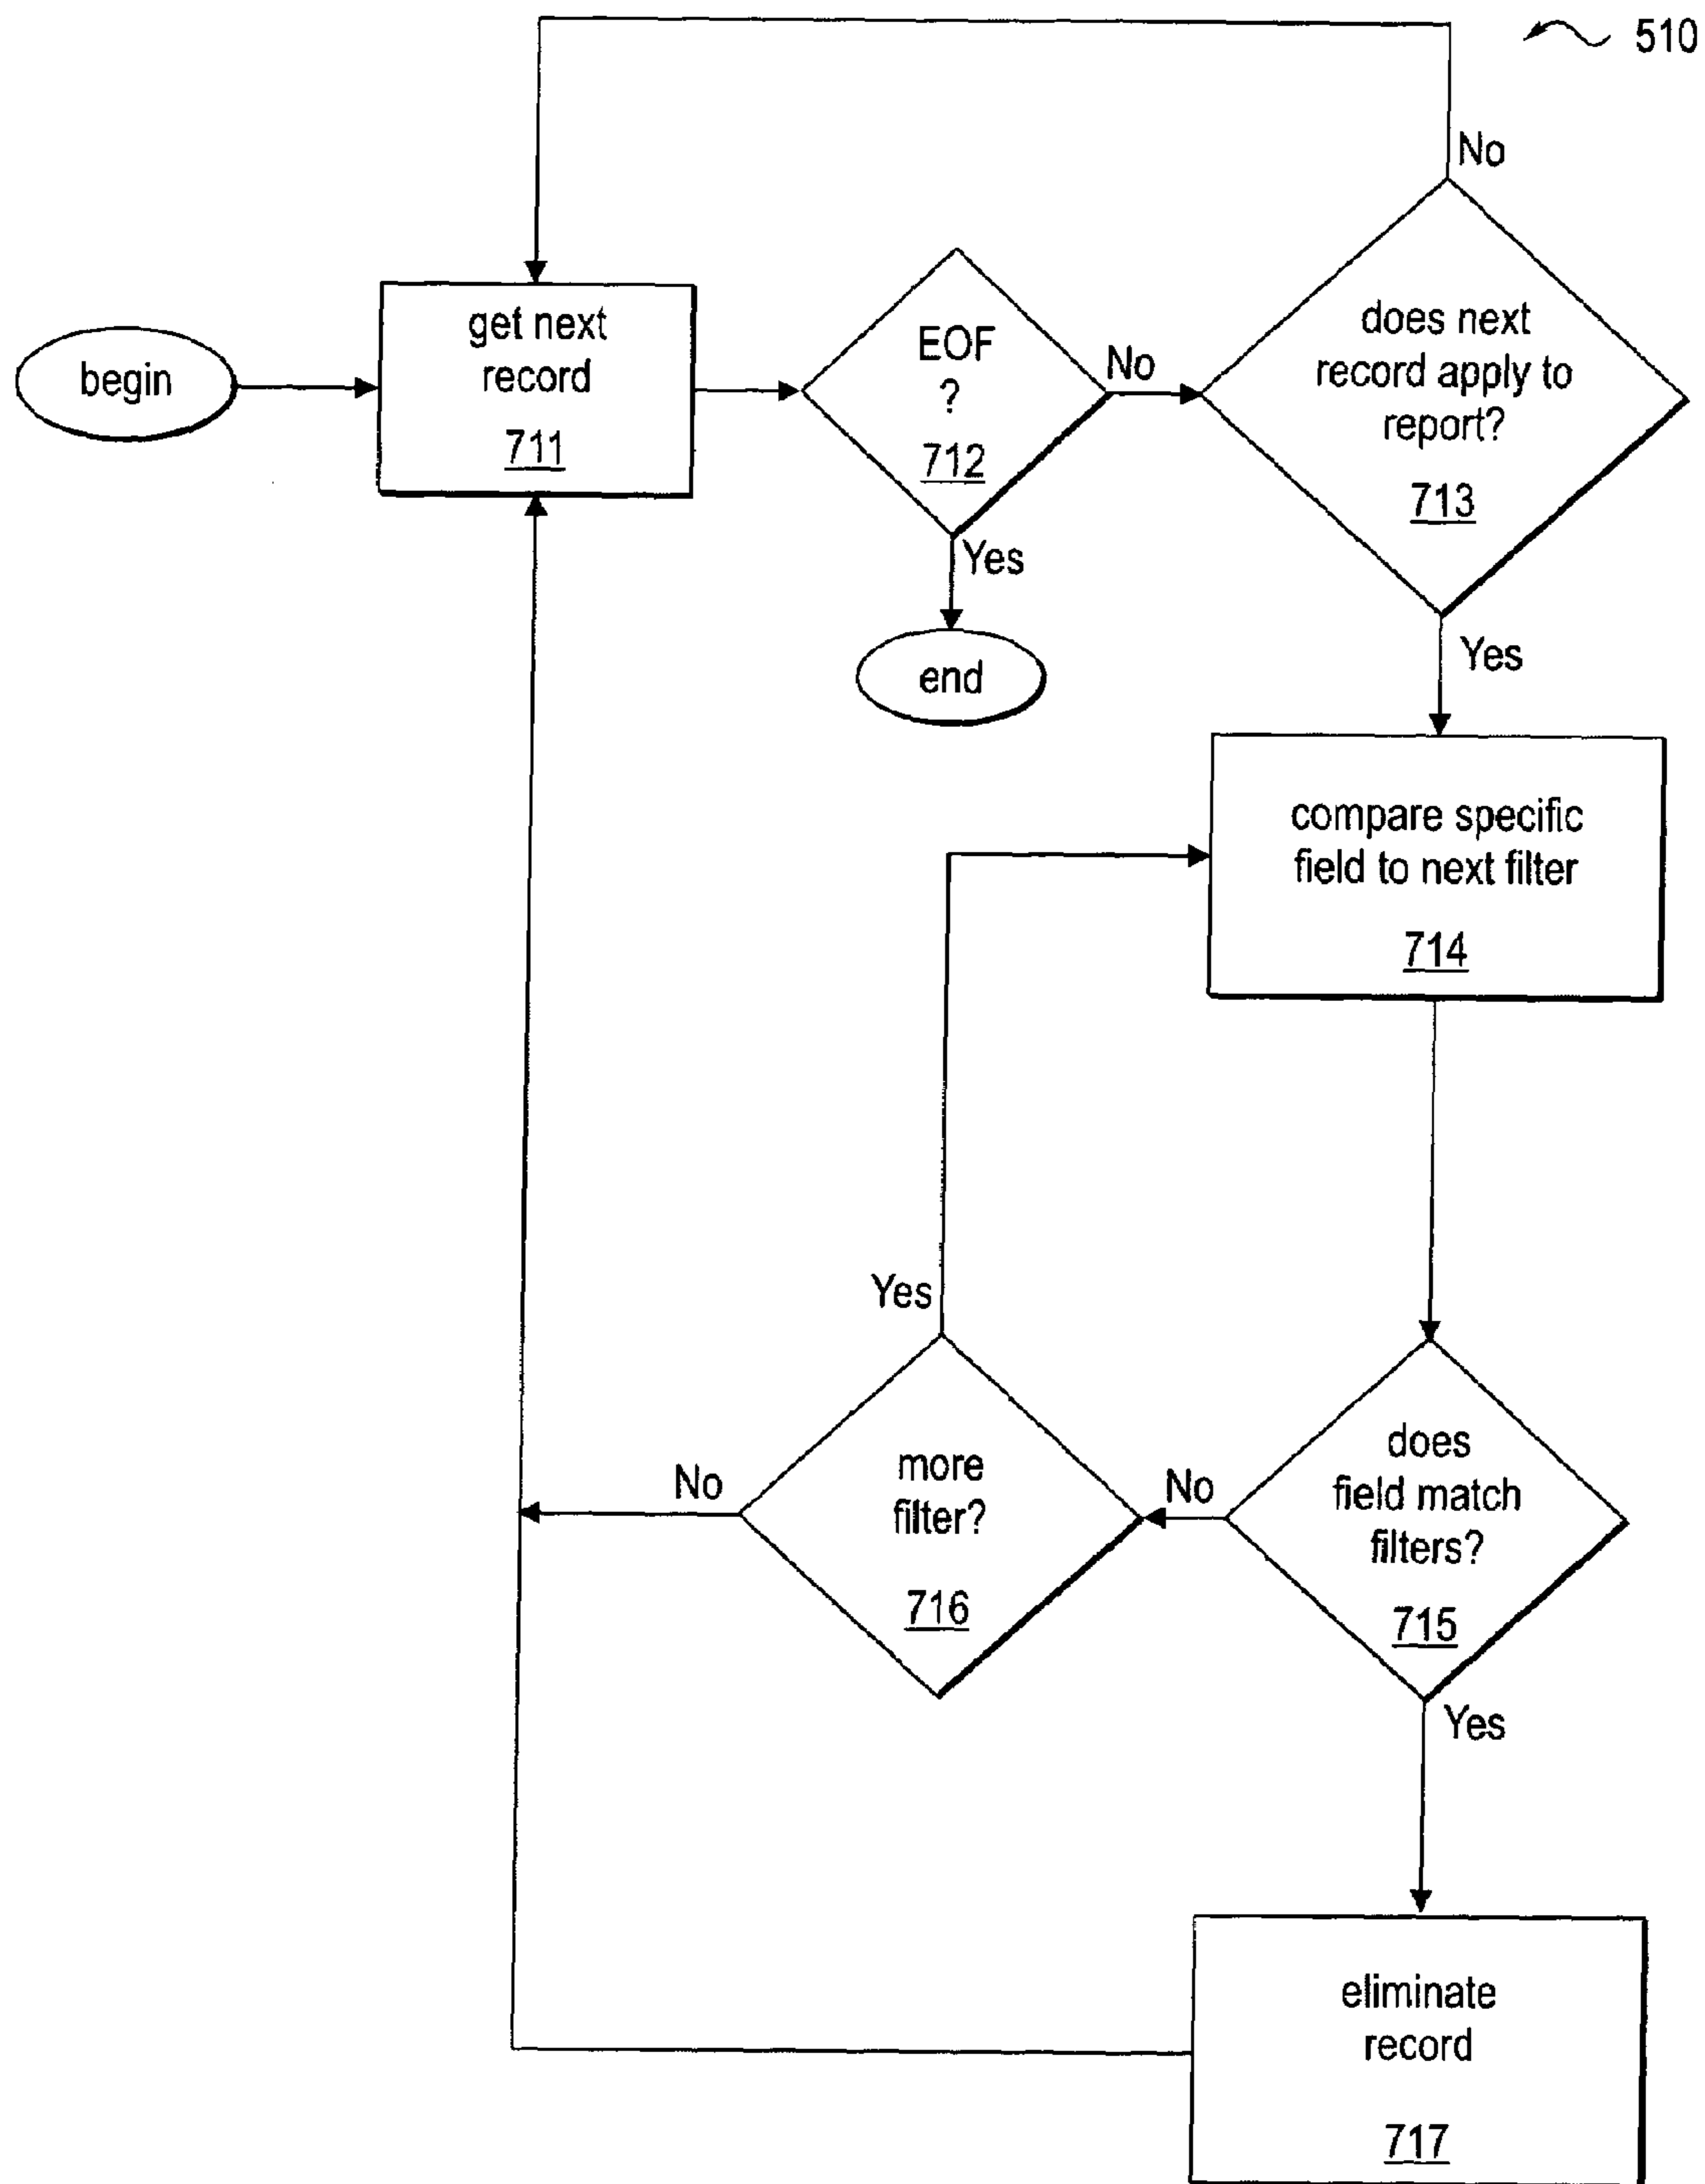 510
No
begin
get next
record
711
EOF
?
712
No
does next
record apply to
report?
713
Yes
end
Yes
compare specific
field to next filter
714
Yes
No
more
filter?
716
No
does
field match
filters?
715
Yes
eliminate
record
717